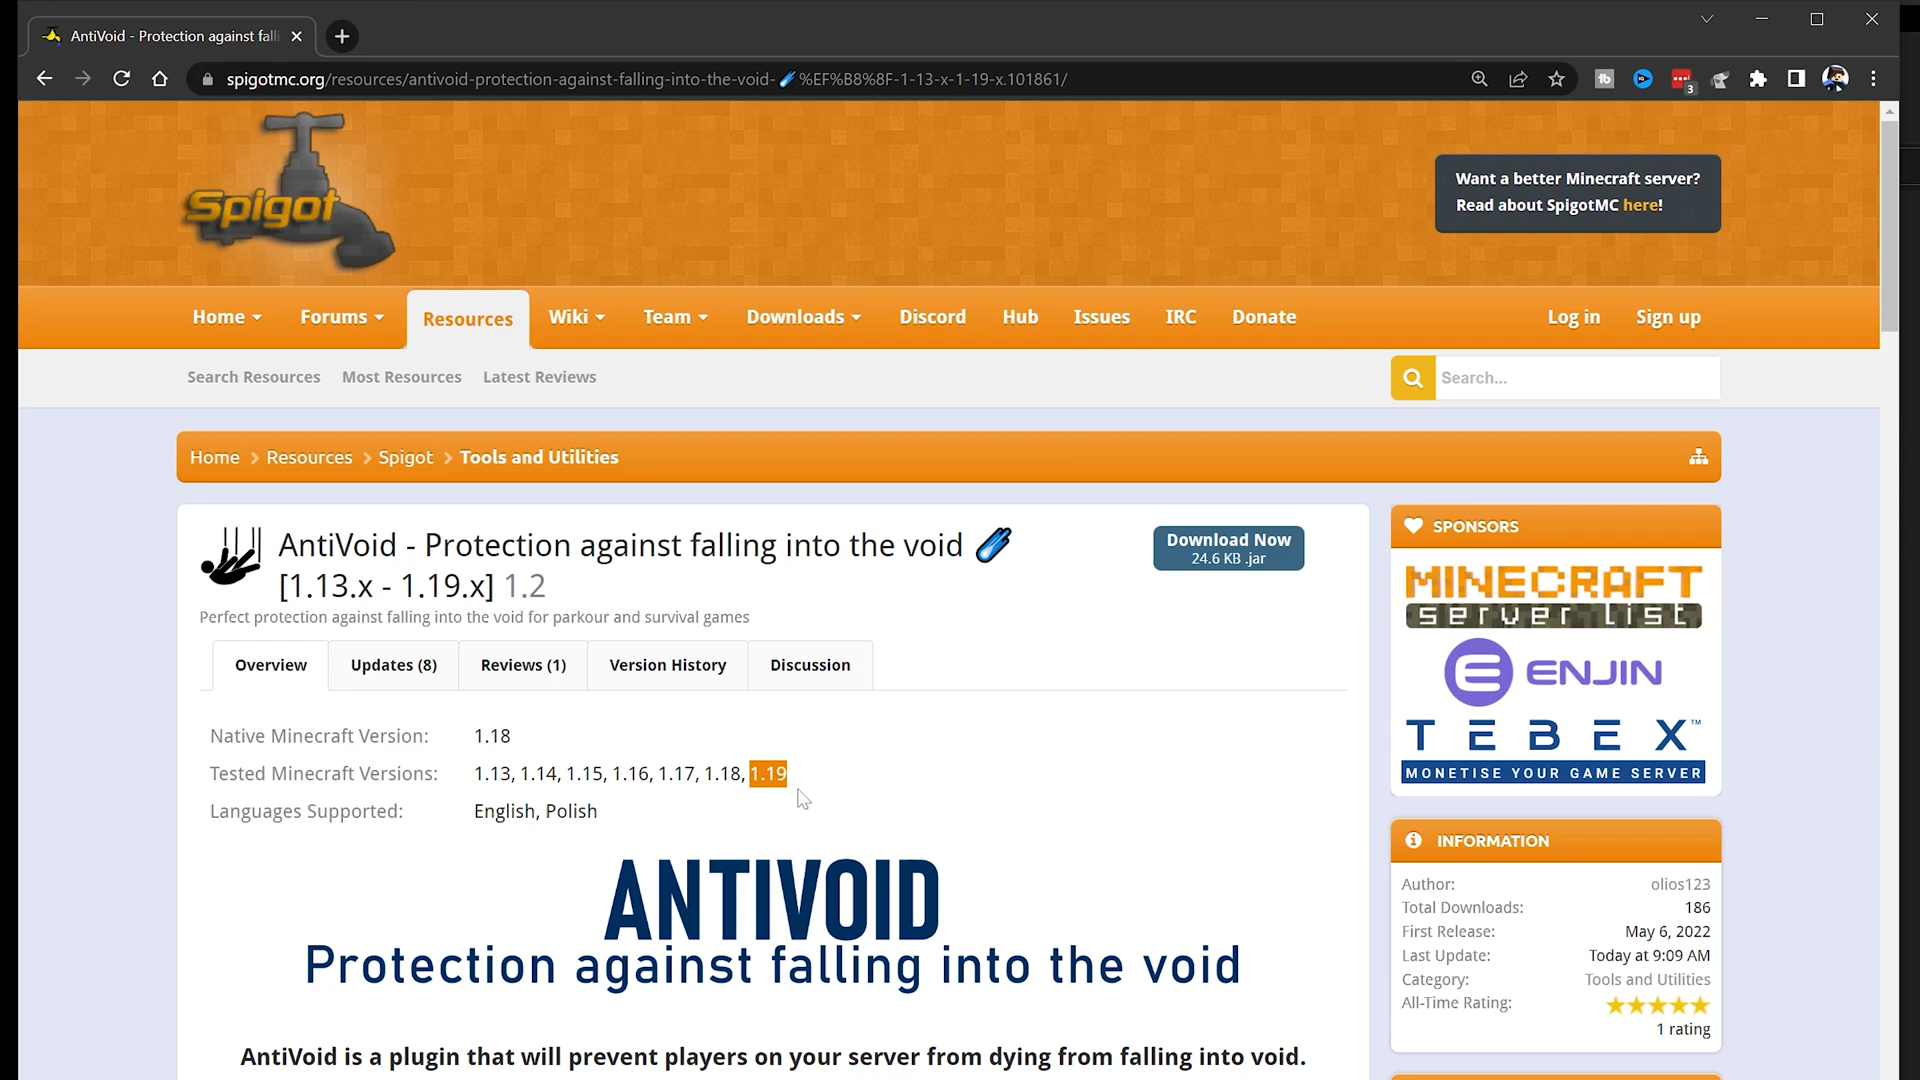 AntiVoid - Protection against fall
spigotmc.org/resources/antivoid-protection-against-falling-into-the-void-☄%EF%B8%8F-1-13-x-1-19-x.101861/
tb
3
Spigot
Want a better Minecraft server?
Read about SpigotMC here!
Home Forums Resources Wiki Team Downloads Discord Hub Issues IRC Donate Log in Sign up
Search Resources Most Resources Latest Reviews
Search...
Home > Resources > Spigot > Tools and Utilities
AntiVoid - Protection against falling into the void ☄
[1.13.x - 1.19.x] 1.2
Perfect protection against falling into the void for parkour and survival games
Download Now
24.6 KB .jar
Overview Updates (8) Reviews (1) Version History Discussion
Native Minecraft Version: 1.18
Tested Minecraft Versions: 1.13, 1.14, 1.15, 1.16, 1.17, 1.18, 1.19
Languages Supported: English, Polish
ANTIVOID
Protection against falling into the void
AntiVoid is a plugin that will prevent players on your server from dying from falling into void.
SPONSORS
MINECRAFT
server list
ENJIN
TEBEX™
MONETISE YOUR GAME SERVER
INFORMATION
Author: olios123
Total Downloads: 186
First Release: May 6, 2022
Last Update: Today at 9:09 AM
Category: Tools and Utilities
All-Time Rating:
1 rating